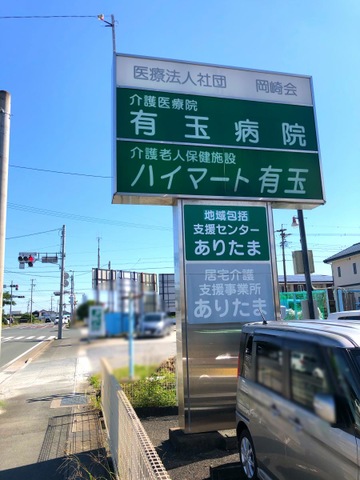 医療法人社団 岡崎会
介護医療院
有玉病院
介護老人保健施設
ハイマート有玉
地域包括
支援センター
ありたま
居宅介護
支援事業所
ありたま